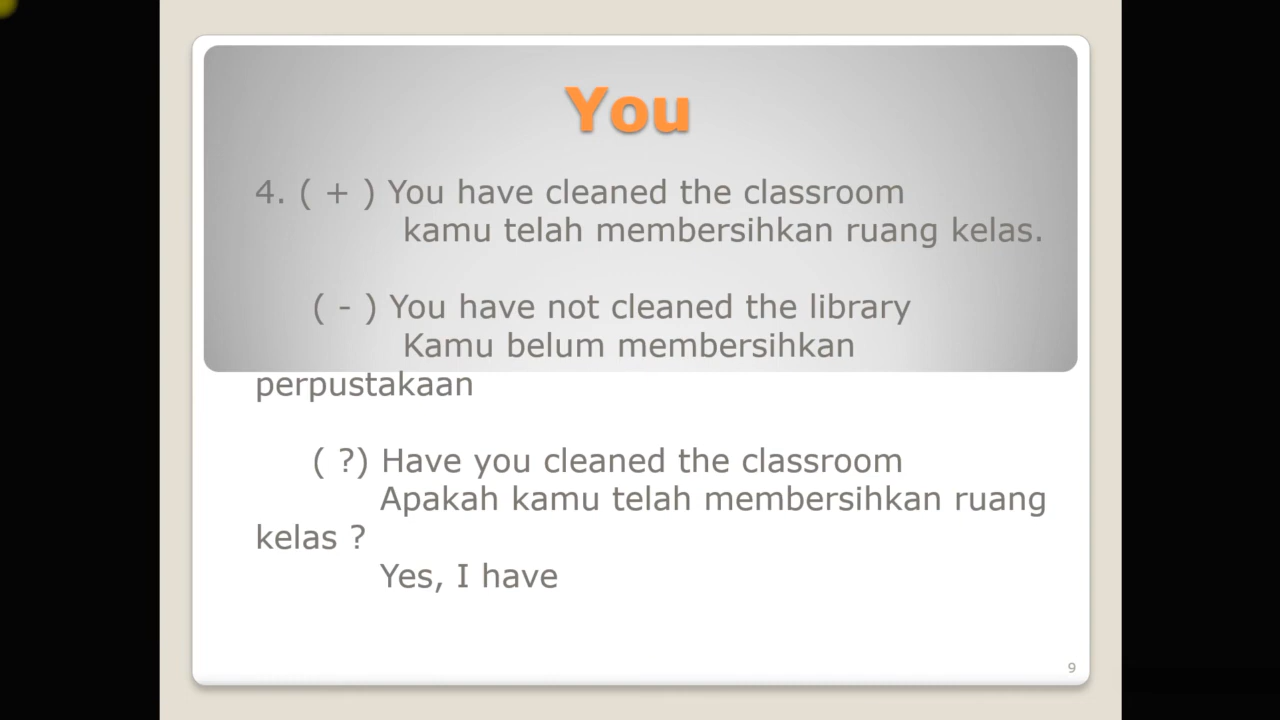 You
4. ( + ) You have cleaned the classroom
kamu telah membersihkan ruang kelas.
( - ) You have not cleaned the library
Kamu belum membersihkan
perpustakaan
( ?) Have you cleaned the classroom
Apakah kamu telah membersihkan ruang
kelas ?
Yes, I have
9